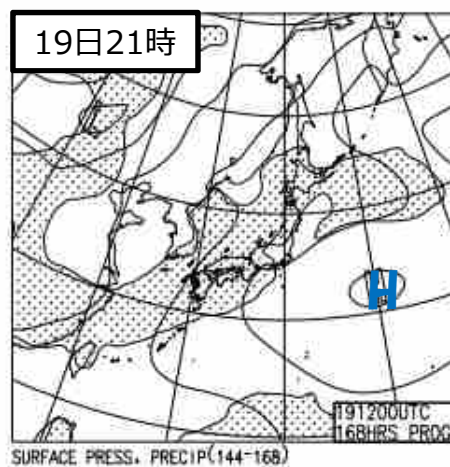 19日21時
H
191200UTC
168HRS PROG
SURFACE PRESS. PRECIP(144-168)